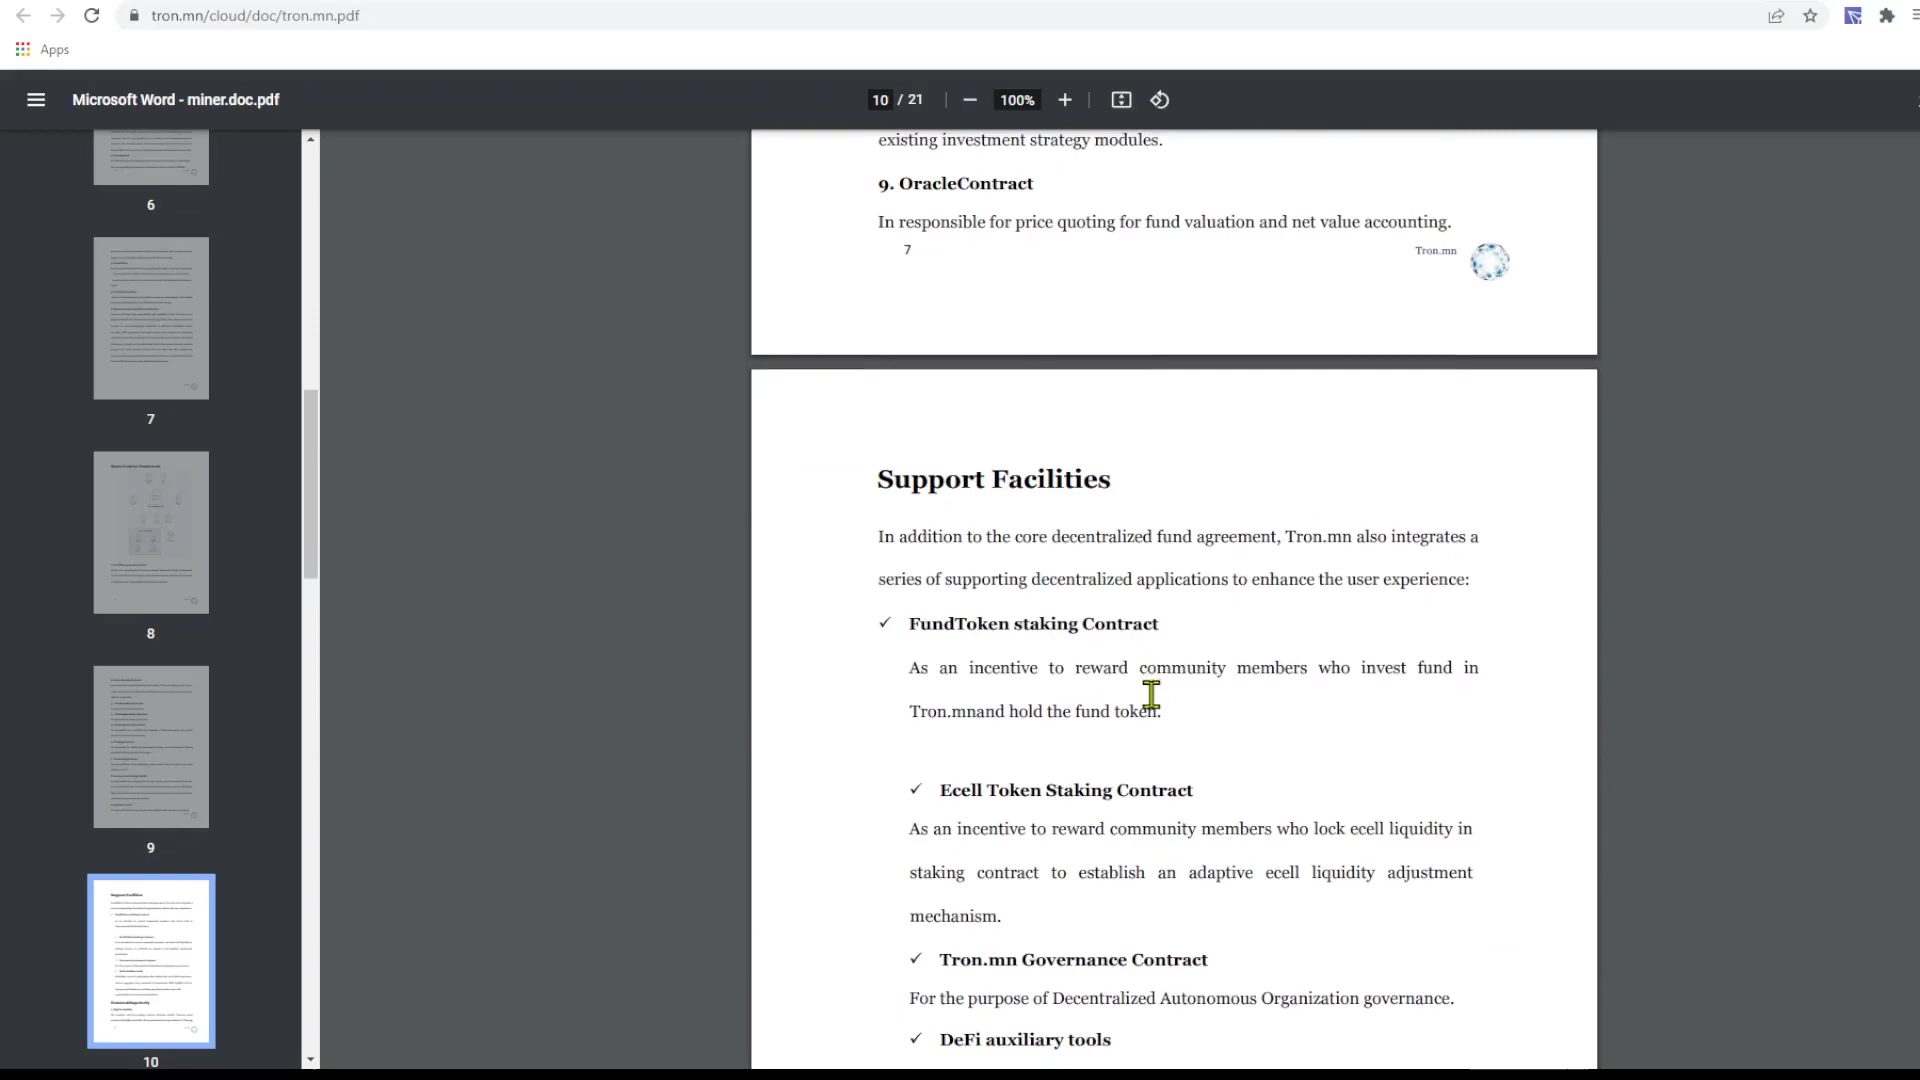 tron.mn/cloud/doc/tron.mn.pdf
Apps
Microsoft Word - miner.doc.pdf
10 / 21
100%
6
7
8
9
10
existing investment strategy modules.
9. OracleContract
In responsible for price quoting for fund valuation and net value accounting.
7
Tron.mn
Support Facilities
In addition to the core decentralized fund agreement, Tron.mn also integrates a
series of supporting decentralized applications to enhance the user experience:
✓ FundToken staking Contract
As an incentive to reward community members who invest fund in
Tron.mnand hold the fund token.
✓ Ecell Token Staking Contract
As an incentive to reward community members who lock ecell liquidity in
staking contract to establish an adaptive ecell liquidity adjustment
mechanism.
✓ Tron.mn Governance Contract
For the purpose of Decentralized Autonomous Organization governance.
✓ DeFi auxiliary tools